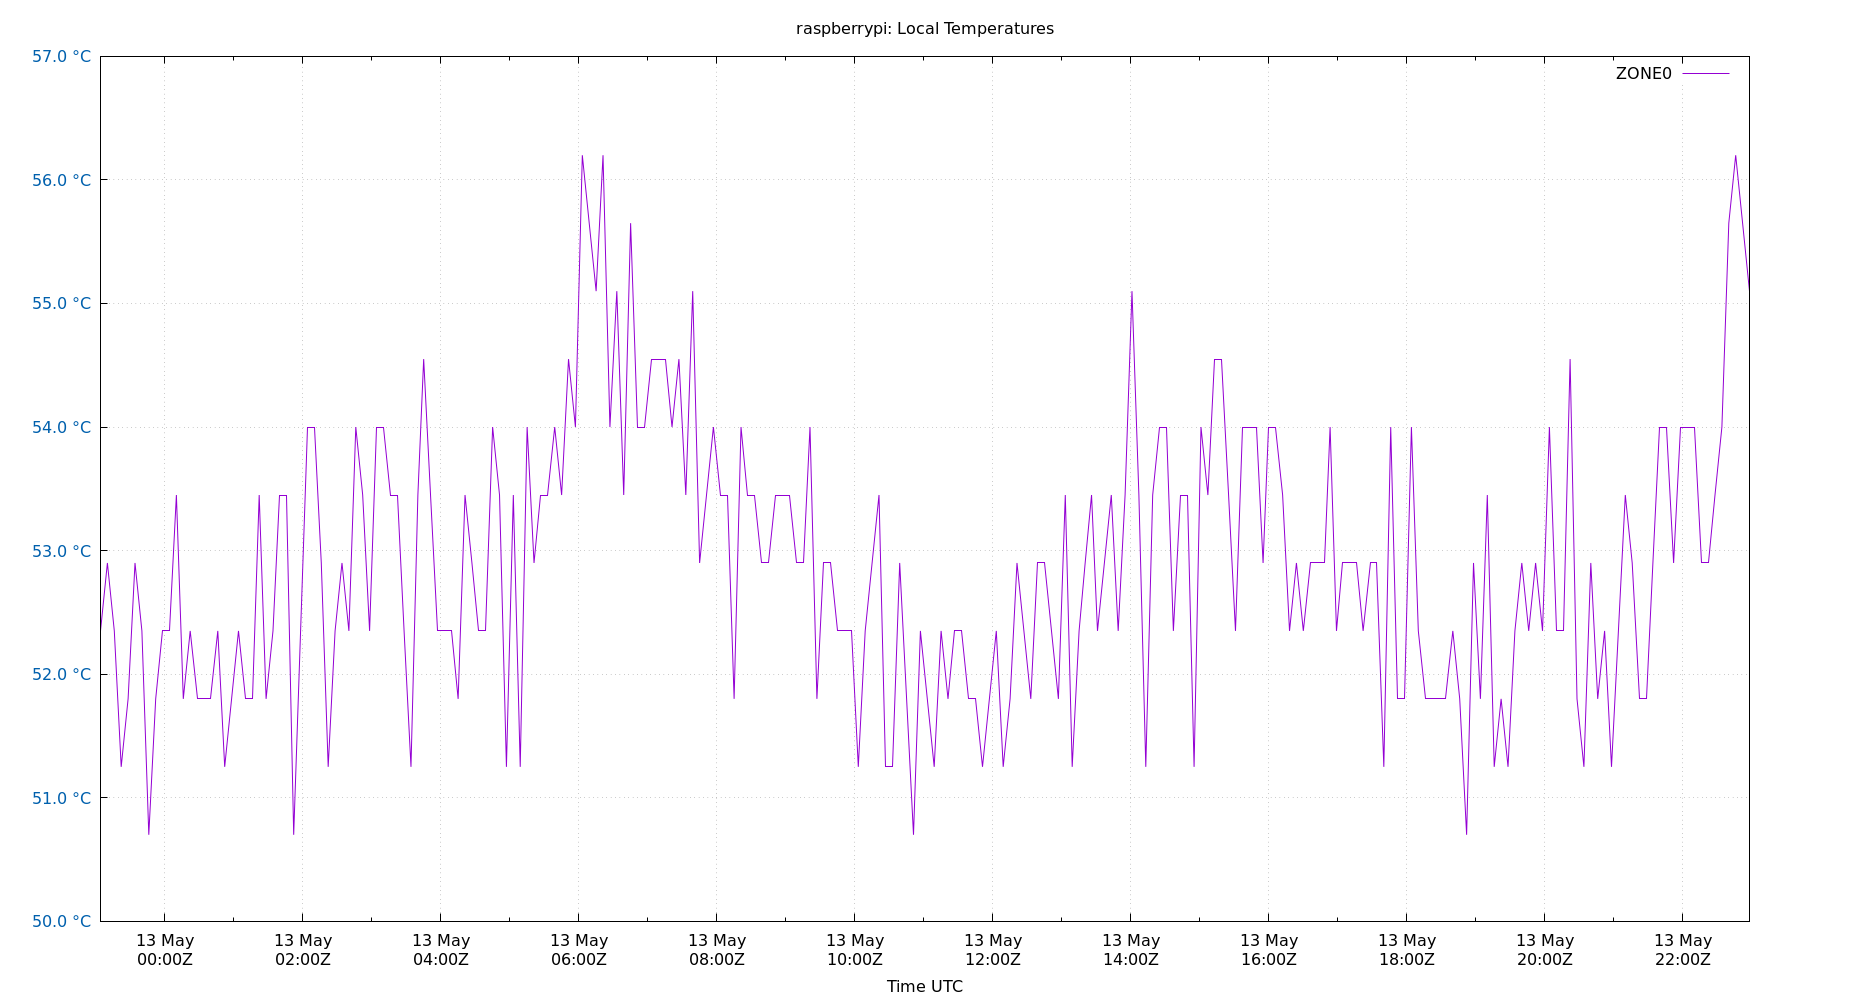 raspberrypi: Local Temperatures
57.0 °C
56.0 °C
55.0 °C
54.0 °C
53.0 °C
52.0 °C
51.0 °C
50.0 °C
ZONE0
13 May 13 May 13 May 13 May 13 May 13 May 13 May 13 May 13 May 13 May 13 May 13 May
00:00Z 02:00Z 04:00Z 06:00Z 08:00Z 10:00Z 12:00Z 14:00Z 16:00Z 18:00Z 20:00Z 22:00Z
Time UTC